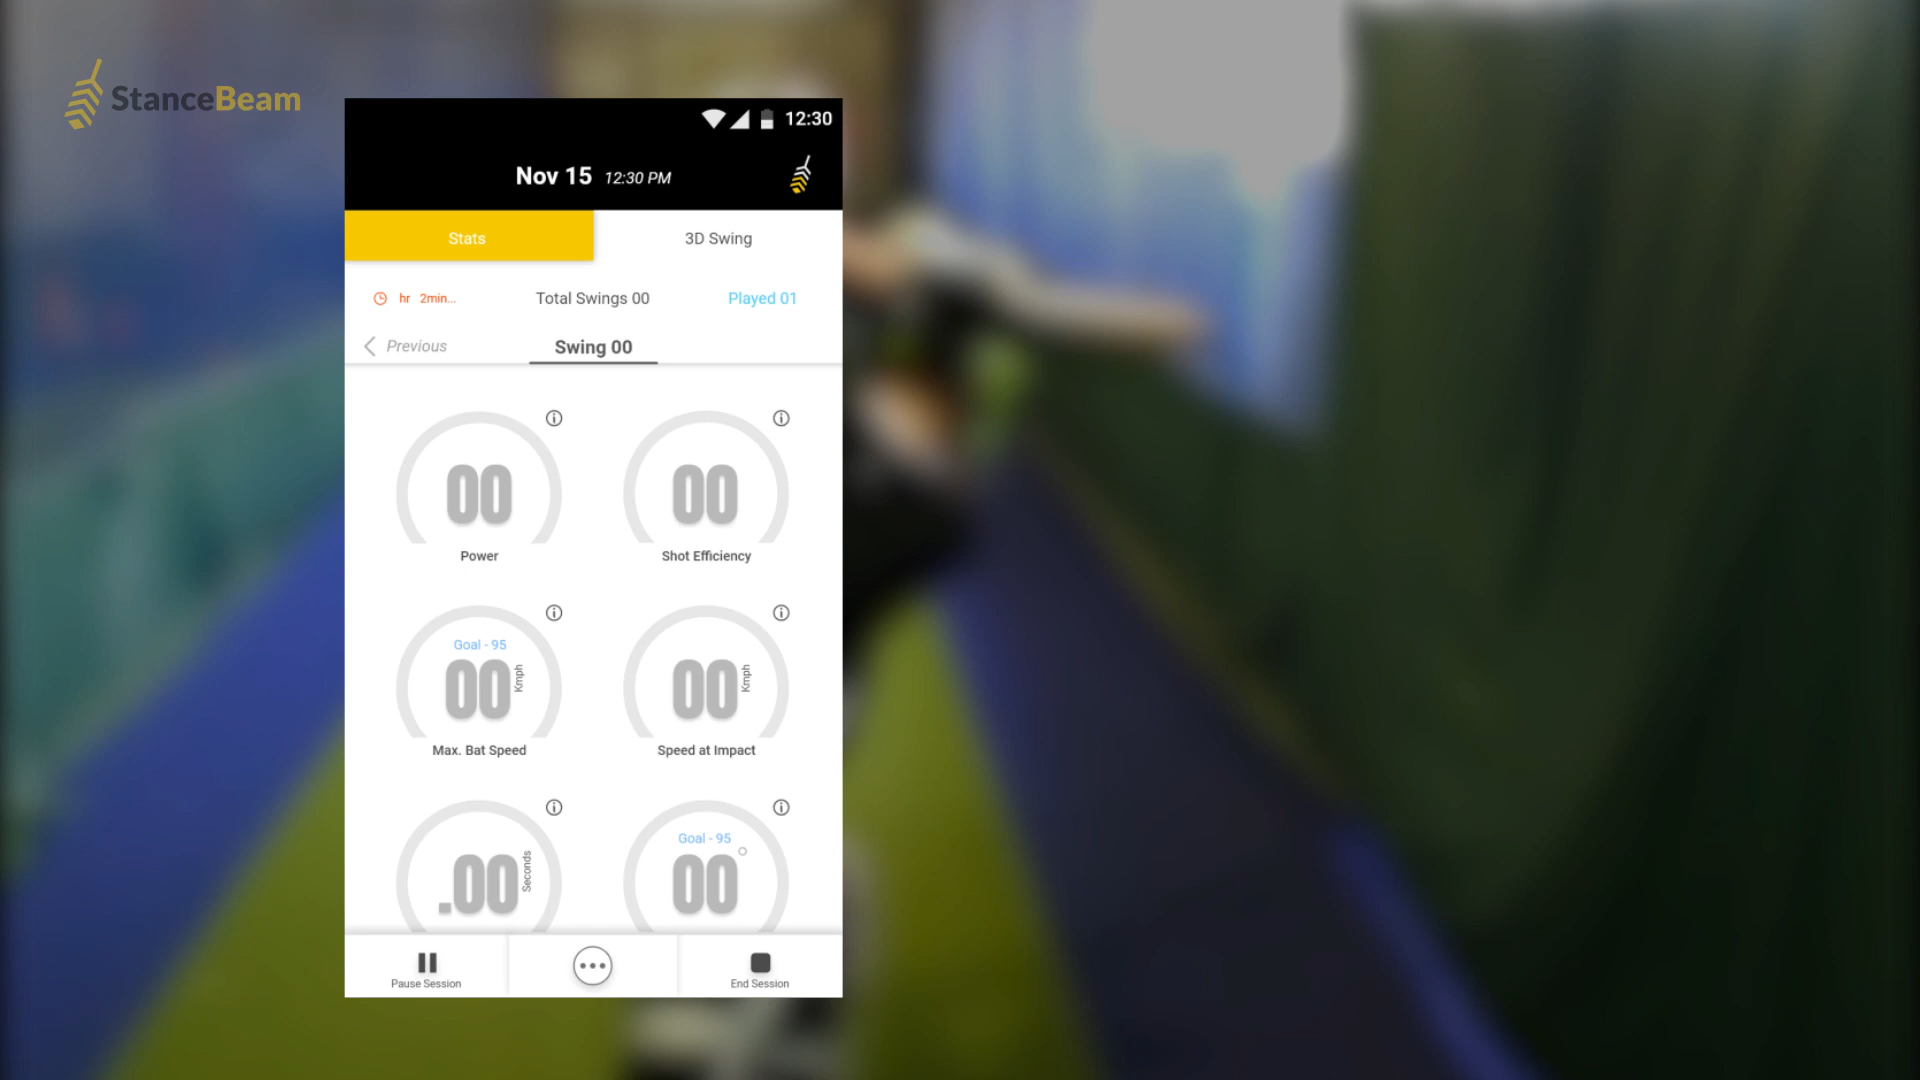 StanceBeam
12:30
Nov 15 12:30 PM
Stats
3D Swing
hr 2min...
Total Swings 00
Played 01
Previous
Swing 00
00
Power
00
Shot Efficiency
Goal - 95
00 Kmph
Max. Bat Speed
00 Kmph
Speed at Impact
.00 Seconds
Goal - 95
00°
Pause Session
End Session